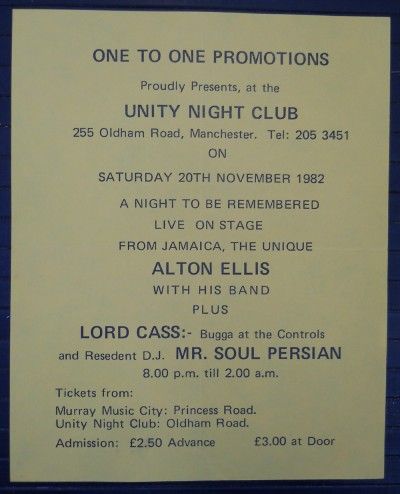 ONE TO ONE PROMOTIONS
Proudly Presents, at the
UNITY NIGHT CLUB
255 Oldham Road, Manchester. Tel: 205 3451
ON
SATURDAY 20TH NOVEMBER 1982
A NIGHT TO BE REMEMBERED
LIVE ON STAGE
FROM JAMAICA, THE UNIQUE
ALTON ELLIS
WITH HIS BAND
PLUS
LORD CASS:- Bugga at the Controls
and Resedent D.J. MR. SOUL PERSIAN
8.00 p.m. till 2.00 a.m.
Tickets from:
Murray Music City: Princess Road.
Unity Night Club: Oldham Road.
Admission: £2.50 Advance £3.00 at Door